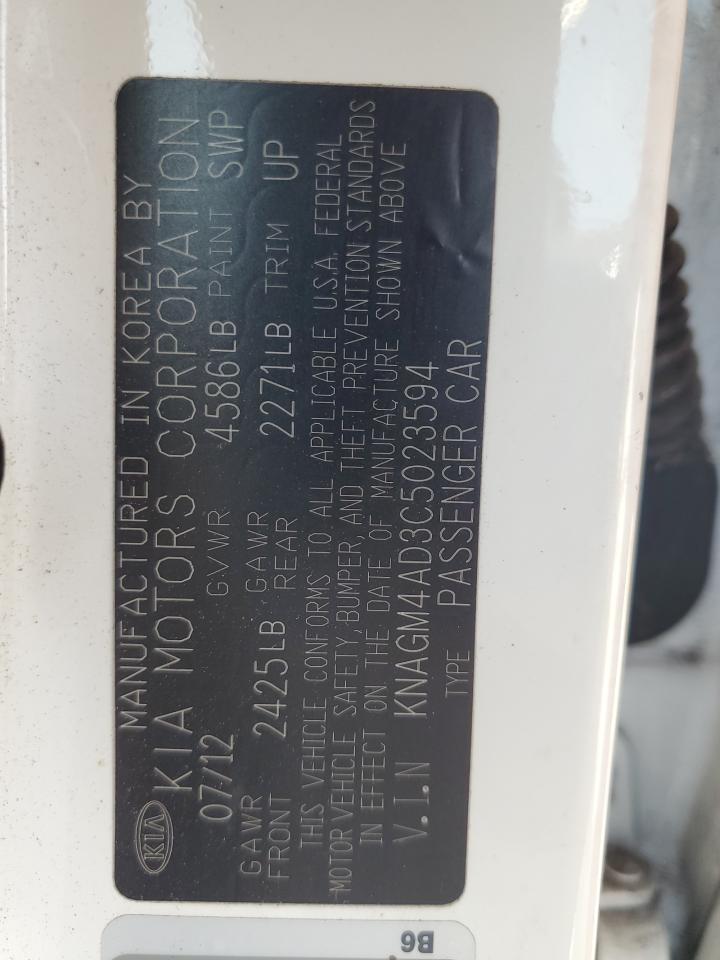 MANUFACTURED IN KOREA BY
KIA KIA MOTORS CORPORATION
07/12 GVWR 4586LB PAINT SWP
GAWR FRONT 2425LB GAWR REAR 2271LB TRIM UP
THIS VEHICLE CONFORMS TO ALL APPLICABLE U.S.A. FEDERAL
MOTOR VEHICLE SAFETY, BUMPER, AND THEFT PREVENTION STANDARDS
IN EFFECT ON THE DATE OF MANUFACTURE SHOWN ABOVE
V.I.N KNAGM4AD3C5023594
TYPE PASSENGER CAR
B6